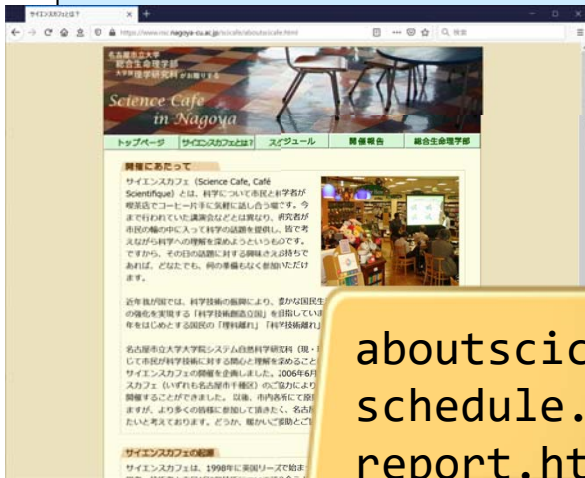 サイエンスカフェとは?
https://www.nsc.nagoya-cu.ac.jp/scicafe/aboutscicafe.html
検索
名古屋市立大学
総合生命理学部
大学院理学研究科 がお贈りする
Science Cafe
in Nagoya
トップページ
サイエンスカフェとは?
スケジュール
開催報告
総合生命理学部
開催にあたって
サイエンスカフェ(Science Cafe, Café
Scientifique)とは、科学について市民と科学者が
喫茶店でコーヒー片手に気軽に話し合う場です。今
まで行われていた講演会などとは異なり、研究者が
市民の輪の中に入って科学の話題を提供し、皆で考
えながら科学への理解を深めようというものです。
ですから、その日の話題に対する興味さえお持ちで
あれば、どなたでも、何の準備もなく参加いただけ
ます。
近年我が国では、科学技術の振興により、豊かな国民生
の強化を実現する「科学技術創造立国」を目指していま
年をはじめとする国民の「理科離れ」「科学技術離れ」
名古屋市立大学大学院システム自然科学研究科(現・
じて市民が科学技術に対する関心と理解を深めること
サイエンスカフェの開催を企画しました。2006年6月
スカフェ(いずれも名古屋市千種区)のご協力により
開催することができました。以後、市内各所にて原
ますが、より多くの皆様に参加して頂きたく、名古
たいと考えております。どうか、暖かいご援助とご
サイエンスカフェの起源
サイエンスカフェは、1998年に英国リーズで始ま
aboutscic
schedule.
report.ht